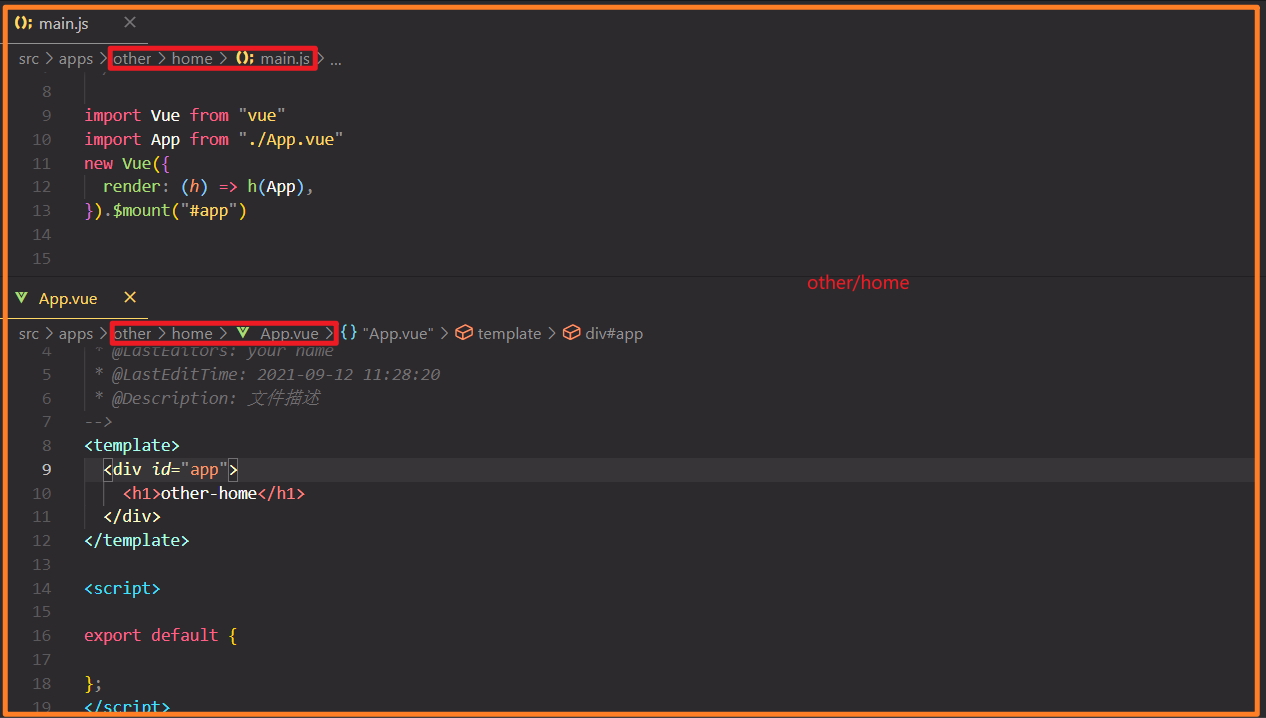 main.js
src > apps > other > home > main.js > ...
8
9 import Vue from "vue"
10 import App from "./App.vue"
11 new Vue({
12 render: (h) => h(App),
13 }).$mount("#app")
14
15
other/home
App.vue
src > apps > other > home > App.vue > {} "App.vue" > template > div#app
4 * @LastEditors: your name
5 * @LastEditTime: 2021-09-12 11:28:20
6 * @Description: 文件描述
7 -->
8 <template>
9 <div id="app">
10 <h1>other-home</h1>
11 </div>
12 </template>
13
14 <script>
15
16 export default {
17
18 };
19 </script>